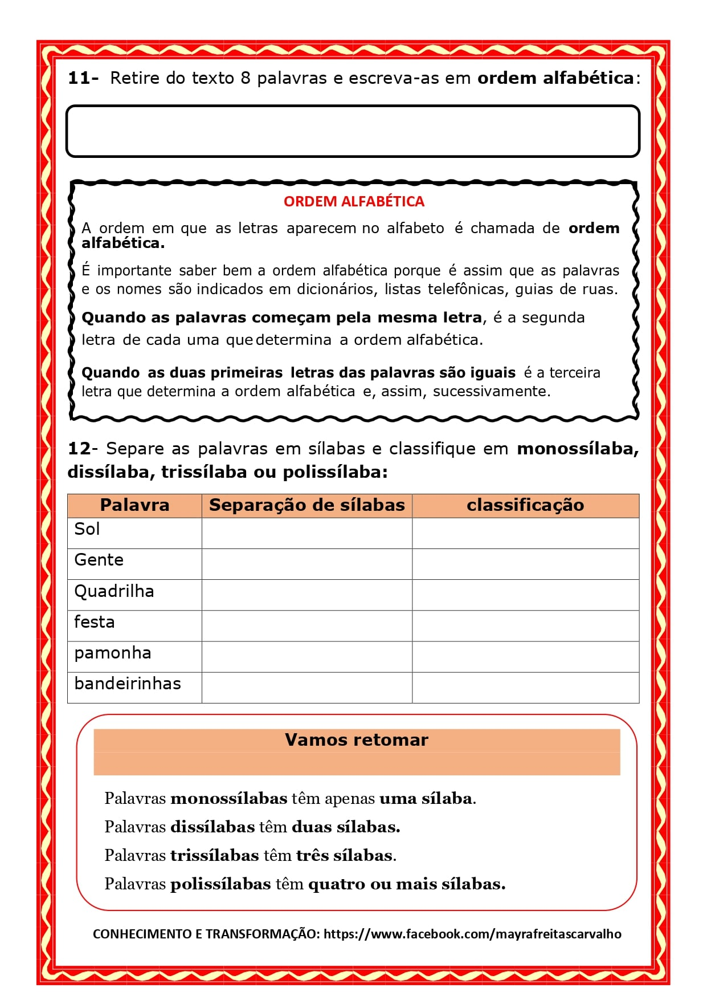 11- Retire do texto 8 palavras e escreva-as em ordem alfabética:
ORDEM ALFABÉTICA
A ordem em que as letras aparecem no alfabeto é chamada de ordem
alfabética.
É importante saber bem a ordem alfabética porque é assim que as palavras
e os nomes são indicados em dicionários, listas telefônicas, guias de ruas.
Quando as palavras começam pela mesma letra, é a segunda
letra de cada uma que determina a ordem alfabética.
Quando as duas primeiras letras das palavras são iguais é a terceira
letra que determina a ordem alfabética e, assim, sucessivamente.
12- Separe as palavras em sílabas e classifique em monossílaba,
dissílaba, trissílaba ou polissílaba:
Palavra Separação de sílabas classificação
Sol
Gente
Quadrilha
festa
pamonha
bandeirinhas
Vamos retomar
Palavras monossílabas têm apenas uma sílaba.
Palavras dissílabas têm duas sílabas.
Palavras trissílabas têm três sílabas.
Palavras polissílabas têm quatro ou mais sílabas.
CONHECIMENTO E TRANSFORMAÇÃO: https://www.facebook.com/mayrafreitascarvalho